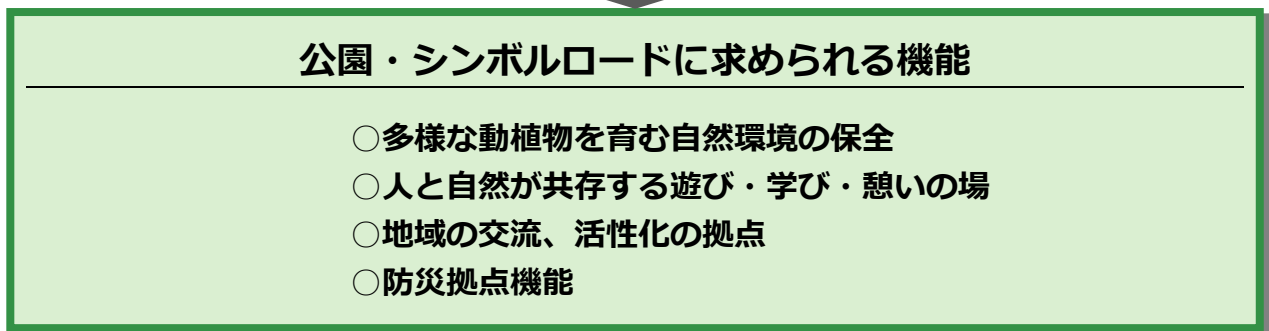 公園・シンボルロードに求められる機能
○多様な動植物を育む自然環境の保全
○人と自然が共存する遊び・学び・憩いの場
○地域の交流、活性化の拠点
○防災拠点機能